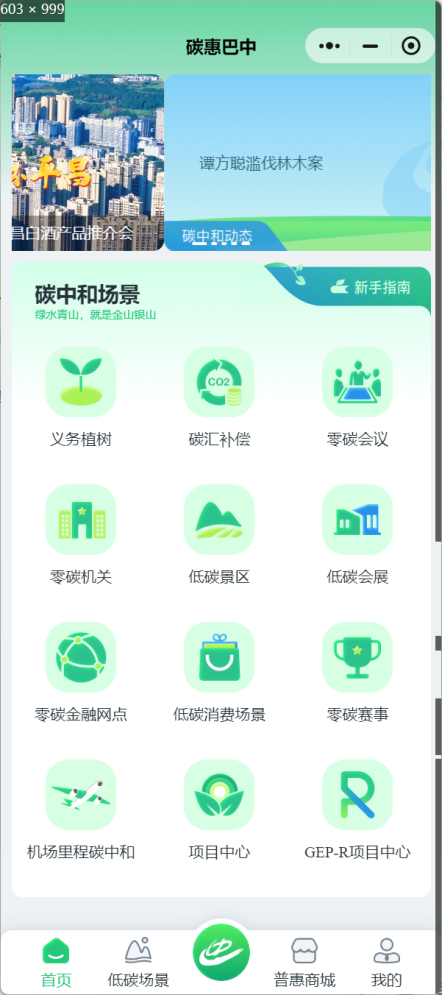 603 × 999
碳惠巴中
平昌
昌白酒产品推介会
谭方聪滥伐林木案
碳中和动态
碳中和场景
绿水青山，就是金山银山
新手指南
CO2
义务植树
碳汇补偿
零碳会议
零碳机关
低碳景区
低碳会展
零碳金融网点
低碳消费场景
零碳赛事
机场里程碳中和
项目中心
GEP-R项目中心
首页
低碳场景
普惠商城
我的